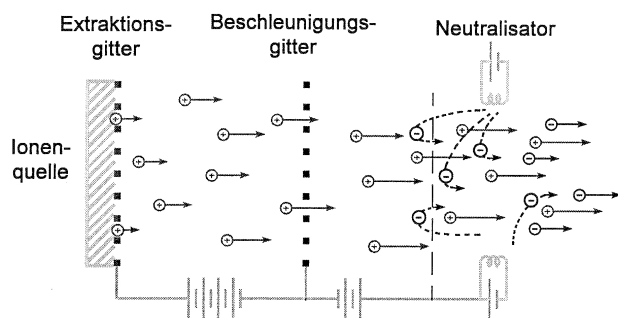 Extraktions-
gitter
Beschleunigungs-
gitter
Neutralisator
Ionen-
quelle